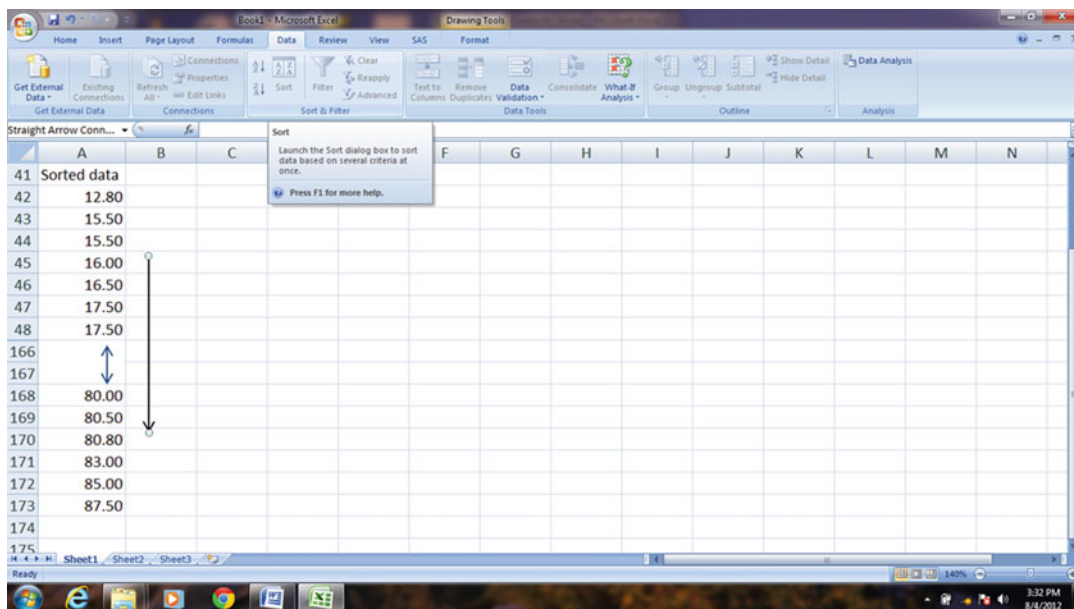 Book1 - Microsoft Excel
Drawing Tools
Home Insert Page Layout Formulas Data Review View SAS Format
Get External Data
Existing Connections
Refresh All
Connections
Properties
Edit Links
Sort
Filter
Clear
Reapply
Advanced
Text to Columns
Remove Duplicates
Data Validation
Consolidate
What-If Analysis
Group
Ungroup
Subtotal
Show Detail
Hide Detail
Data Analysis
Get External Data
Connections
Sort & Filter
Data Tools
Outline
Analysis
Straight Arrow Conn...
fx
Sort
Launch the Sort dialog box to sort
data based on several criteria at
once.
Press F1 for more help.
A B C F G H I J K L M N
41 Sorted data
42 12.80
43 15.50
44 15.50
45 16.00
46 16.50
47 17.50
48 17.50
166
167
168 80.00
169 80.50
170 80.80
171 83.00
172 85.00
173 87.50
174
175
Sheet1 Sheet2 Sheet3
Ready
140%
3:32 PM
8/4/2012